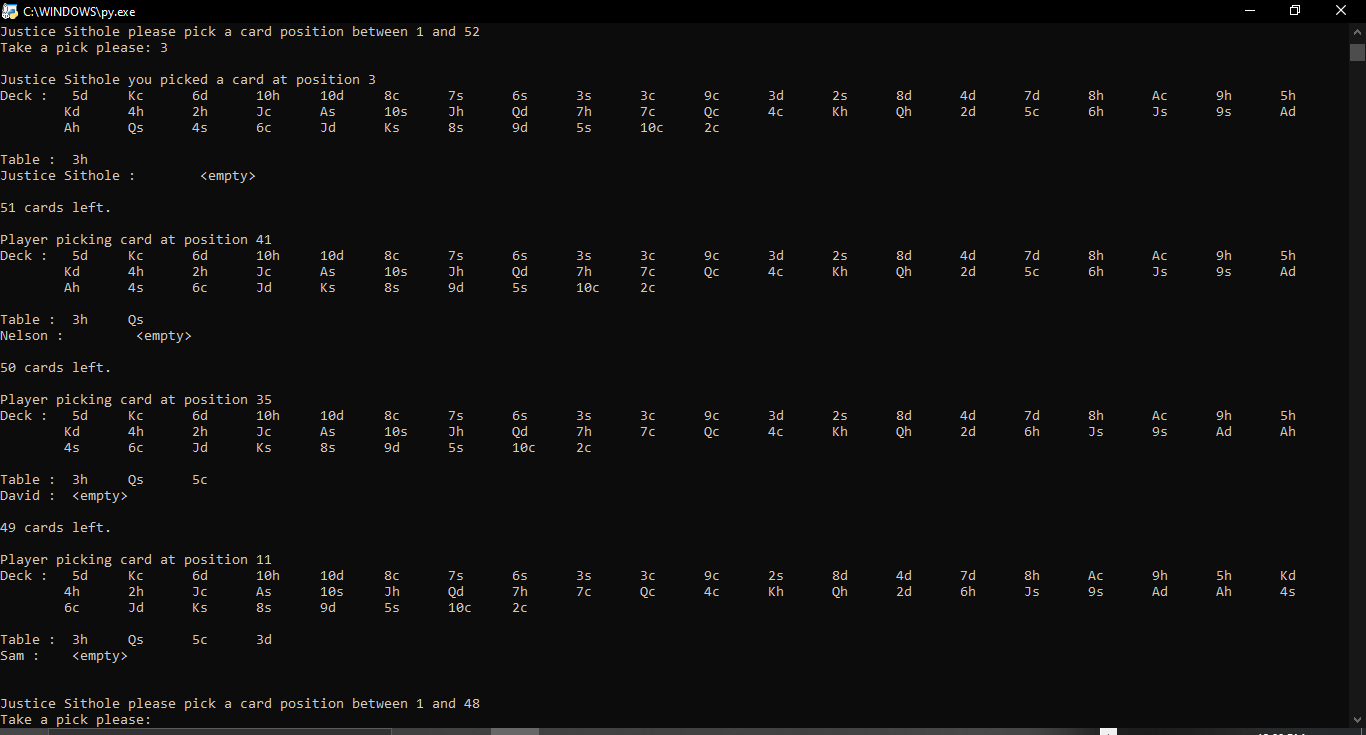 C:\WINDOWS\py.exe
Justice Sithole please pick a card position between 1 and 52
Take a pick please: 3
Justice Sithole you picked a card at position 3
Deck : 5d Kc 6d 10h 10d 8c 7s 6s 3s 3c 9c 3d 2s 8d 4d 7d 8h Ac 9h 5h
Kd 4h 2h Jc As 10s Jh Qd 7h 7c Qc 4c Kh Qh 2d 5c 6h Js 9s Ad
Ah Qs 4s 6c Jd Ks 8s 9d 5s 10c 2c
Table : 3h
Justice Sithole : <empty>
51 cards left.
Player picking card at position 41
Deck : 5d Kc 6d 10h 10d 8c 7s 6s 3s 3c 9c 3d 2s 8d 4d 7d 8h Ac 9h 5h
Kd 4h 2h Jc As 10s Jh Qd 7h 7c Qc 4c Kh Qh 2d 5c 6h Js 9s Ad
Ah 4s 6c Jd Ks 8s 9d 5s 10c 2c
Table : 3h Qs
Nelson : <empty>
50 cards left.
Player picking card at position 35
Deck : 5d Kc 6d 10h 10d 8c 7s 6s 3s 3c 9c 3d 2s 8d 4d 7d 8h Ac 9h 5h
Kd 4h 2h Jc As 10s Jh Qd 7h 7c Qc 4c Kh Qh 2d 6h Js 9s Ad Ah
4s 6c Jd Ks 8s 9d 5s 10c 2c
Table : 3h Qs 5c
David : <empty>
49 cards left.
Player picking card at position 11
Deck : 5d Kc 6d 10h 10d 8c 7s 6s 3s 3c 9c 2s 8d 4d 7d 8h Ac 9h 5h Kd
4h 2h Jc As 10s Jh Qd 7h 7c Qc 4c Kh Qh 2d 6h Js 9s Ad Ah 4s
6c Jd Ks 8s 9d 5s 10c 2c
Table : 3h Qs 5c 3d
Sam : <empty>
Justice Sithole please pick a card position between 1 and 48
Take a pick please: